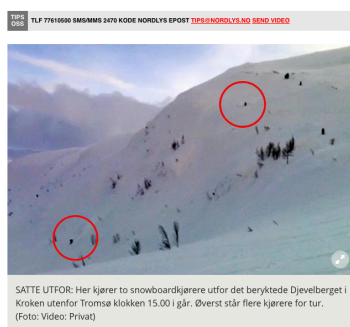 TIPS
OSS
TLF 77610500 SMS/MMS 2470 KODE NORDLYS EPOST TIPS@NORDLYS.NO SEND VIDEO
SATTE UTFOR: Her kjører to snowboardkjørere utfor det beryktede Djevelberget i
Kroken utenfor Tromsø klokken 15.00 i går. Øverst står flere kjørere for tur.
(Foto: Video: Privat)